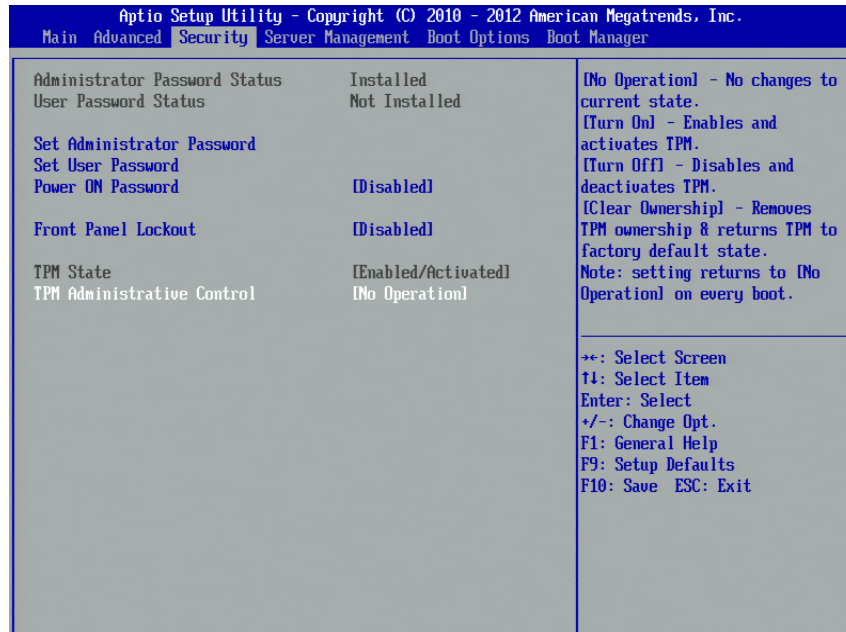 Aptio Setup Utility - Copyright (C) 2010 - 2012 American Megatrends, Inc.
Main Advanced Security Server Management Boot Options Boot Manager
Administrator Password Status Installed
User Password Status Not Installed
Set Administrator Password
Set User Password
Power ON Password [Disabled]
Front Panel Lockout [Disabled]
TPM State [Enabled/Activated]
TPM Administrative Control [No Operation]
[No Operation] - No changes to
current state.
[Turn On] - Enables and
activates TPM.
[Turn Off] - Disables and
deactivates TPM.
[Clear Ownership] - Removes
TPM ownership & returns TPM to
factory default state.
Note: setting returns to [No
Operation] on every boot.
→←: Select Screen
↑↓: Select Item
Enter: Select
+/-: Change Opt.
F1: General Help
F9: Setup Defaults
F10: Save ESC: Exit